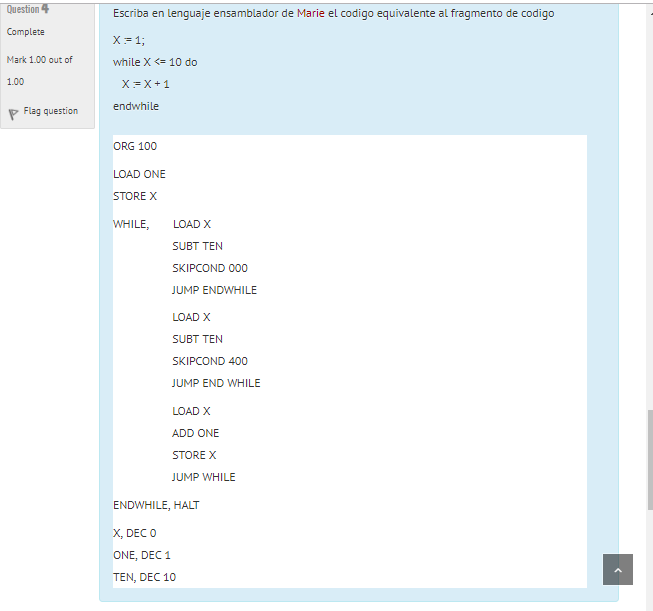 Question 4
Complete
Mark 1.00 out of
1.00
Flag question
Escriba en lenguaje ensamblador de Marie el codigo equivalente al fragmento de codigo
X := 1;
while X <= 10 do
X := X + 1
endwhile
ORG 100
LOAD ONE
STORE X
WHILE, LOAD X
SUBT TEN
SKIPCOND 000
JUMP ENDWHILE
LOAD X
SUBT TEN
SKIPCOND 400
JUMP END WHILE
LOAD X
ADD ONE
STORE X
JUMP WHILE
ENDWHILE, HALT
X, DEC 0
ONE, DEC 1
TEN, DEC 10